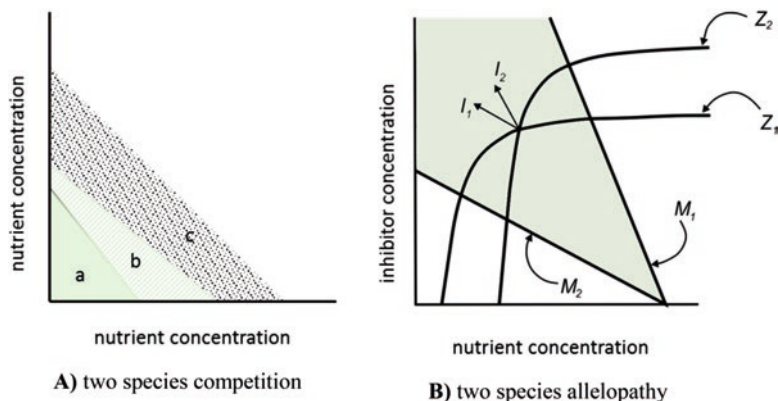 nutrient concentration
a
b
c
nutrient concentration
A) two species competition
inhibitor concentration
Z2
I2
I1
Z1
M1
M2
nutrient concentration
B) two species allelopathy